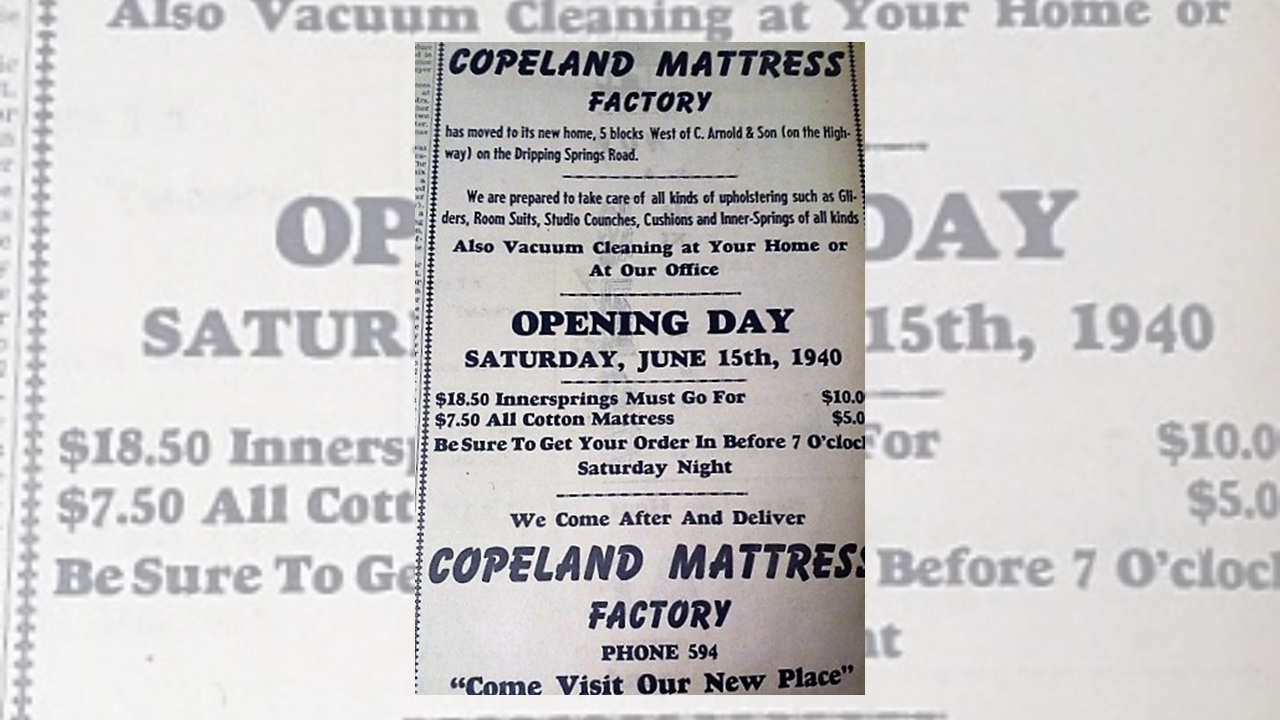 COPELAND MATTRESS
FACTORY
has moved to its new home, 5 blocks West of C. Arnold & Son (on the High-
way) on the Dripping Springs Road.
We are prepared to take care of all kinds of upholstering such as Gli-
ders, Room Suits, Studio Counches, Cushions and Inner-Springs of all kinds
Also Vacuum Cleaning at Your Home or
At Our Office
OPENING DAY
SATURDAY, JUNE 15th, 1940
$18.50 Innersprings Must Go For $10.0
$7.50 All Cotton Mattress $5.0
Be Sure To Get Your Order In Before 7 O'cloc
Saturday Night
We Come After And Deliver
COPELAND MATTRESS
FACTORY
PHONE 594
"Come Visit Our New Place"